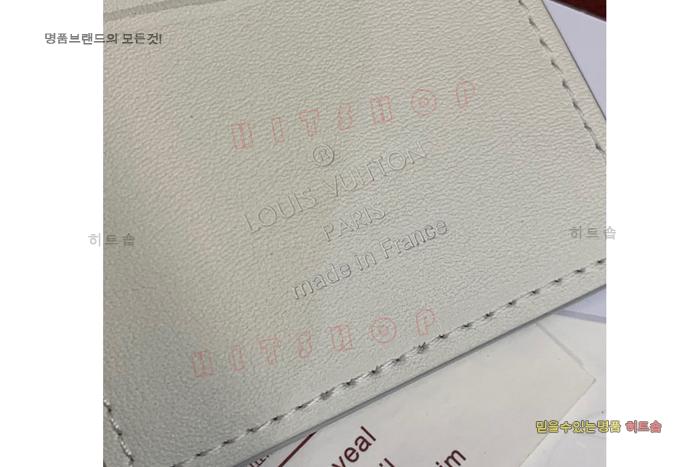 명품브랜드의 모든것!
HITSHOP
®
LOUIS VUITTON
PARIS
made in France
히트숍
히트숍
HITSHOP
믿을수있는명품 히트숍